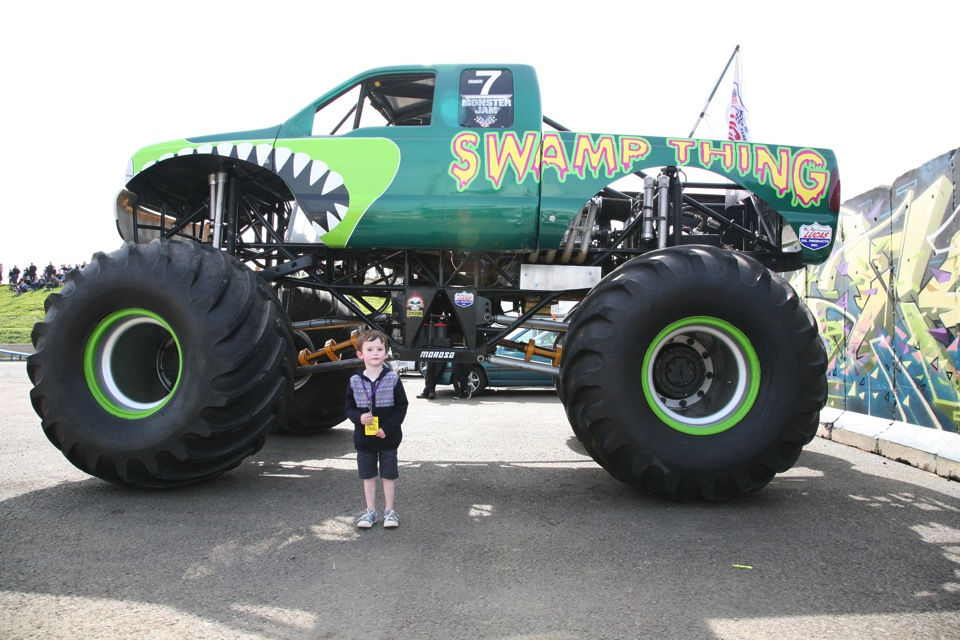 -7
MONSTER
JAM
SWAMP THING
LUCAS
OIL PRODUCTS
MOROSO